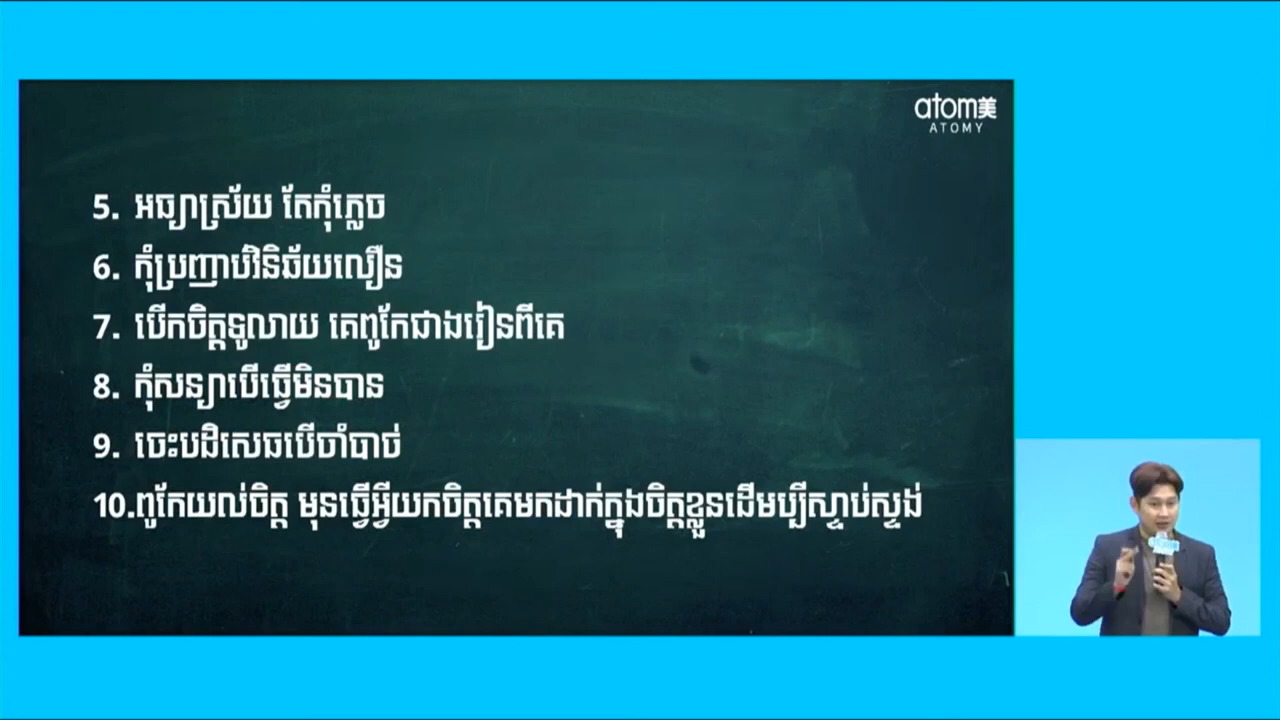 atom美
ATOMY
5. អធ្យាស្រ័យ តែកុំភ្លេច
6. កុំប្រញាប់វិនិច្ឆ័យលឿន
7. បើកចិត្តទូលាយ គេពូកែជាងរៀនពីគេ
8. កុំសន្យាបើធ្វើមិនបាន
9. ចេះបដិសេធបើចាំបាច់
10.ពូកែយល់ចិត្ត មុនធ្វើអ្វីយកចិត្តគេមកដាក់ក្នុងចិត្តខ្លួនដើមប្បីស្ទាប់ស្ទង់